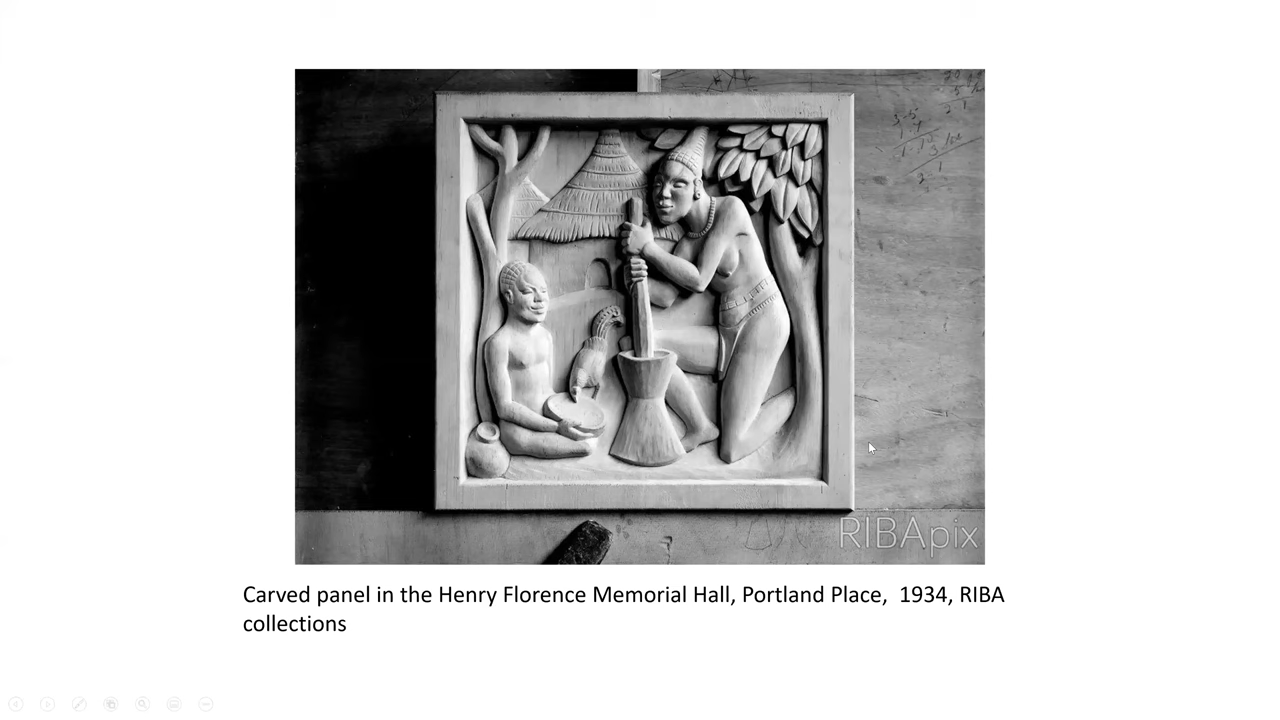 RIBApix
Carved panel in the Henry Florence Memorial Hall, Portland Place,  1934, RIBA
collections